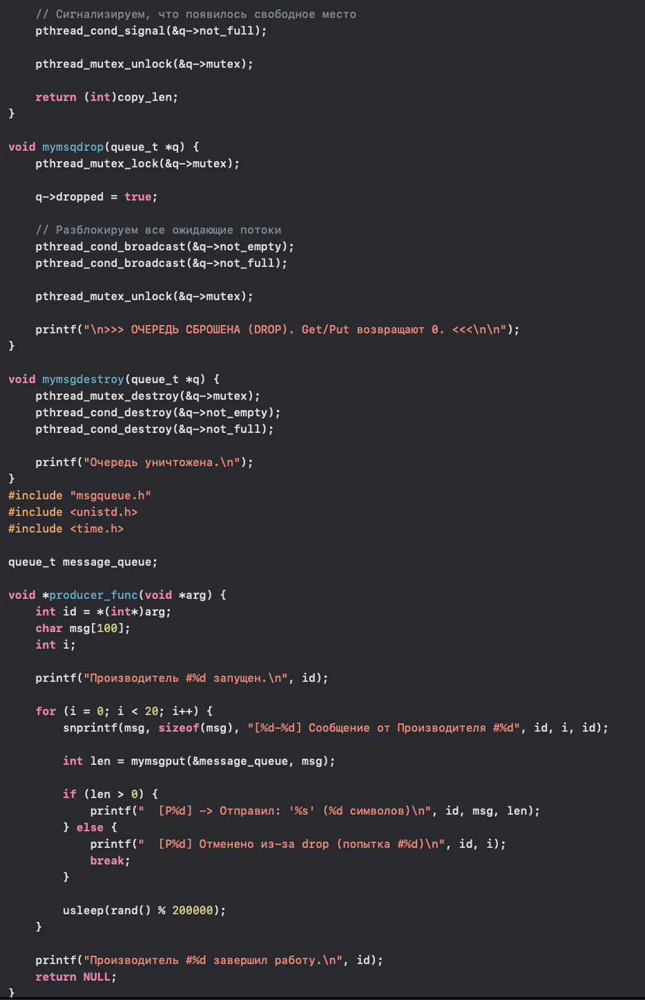 // Сигнализируем, что появилось свободное место
    pthread_cond_signal(&q->not_full);

    pthread_mutex_unlock(&q->mutex);

    return (int)copy_len;
}

void mymsqdrop(queue_t *q) {
    pthread_mutex_lock(&q->mutex);

    q->dropped = true;

    // Разблокируем все ожидающие потоки
    pthread_cond_broadcast(&q->not_empty);
    pthread_cond_broadcast(&q->not_full);

    pthread_mutex_unlock(&q->mutex);

    printf("\n>>> ОЧЕРЕДЬ СБРОШЕНА (DROP). Get/Put возвращают 0. <<<\n\n");
}

void mymsgdestroy(queue_t *q) {
    pthread_mutex_destroy(&q->mutex);
    pthread_cond_destroy(&q->not_empty);
    pthread_cond_destroy(&q->not_full);

    printf("Очередь уничтожена.\n");
}
#include "msgqueue.h"
#include <unistd.h>
#include <time.h>

queue_t message_queue;

void *producer_func(void *arg) {
    int id = *(int*)arg;
    char msg[100];
    int i;

    printf("Производитель #%d запущен.\n", id);

    for (i = 0; i < 20; i++) {
        snprintf(msg, sizeof(msg), "[%d-%d] Сообщение от Производителя #%d", id, i, id);

        int len = mymsgput(&message_queue, msg);

        if (len > 0) {
            printf("  [P%d] -> Отправил: '%s' (%d символов)\n", id, msg, len);
        } else {
            printf("  [P%d] Отменено из-за drop (попытка #%d)\n", id, i);
            break;
        }

        usleep(rand() % 200000);
    }

    printf("Производитель #%d завершил работу.\n", id);
    return NULL;
}